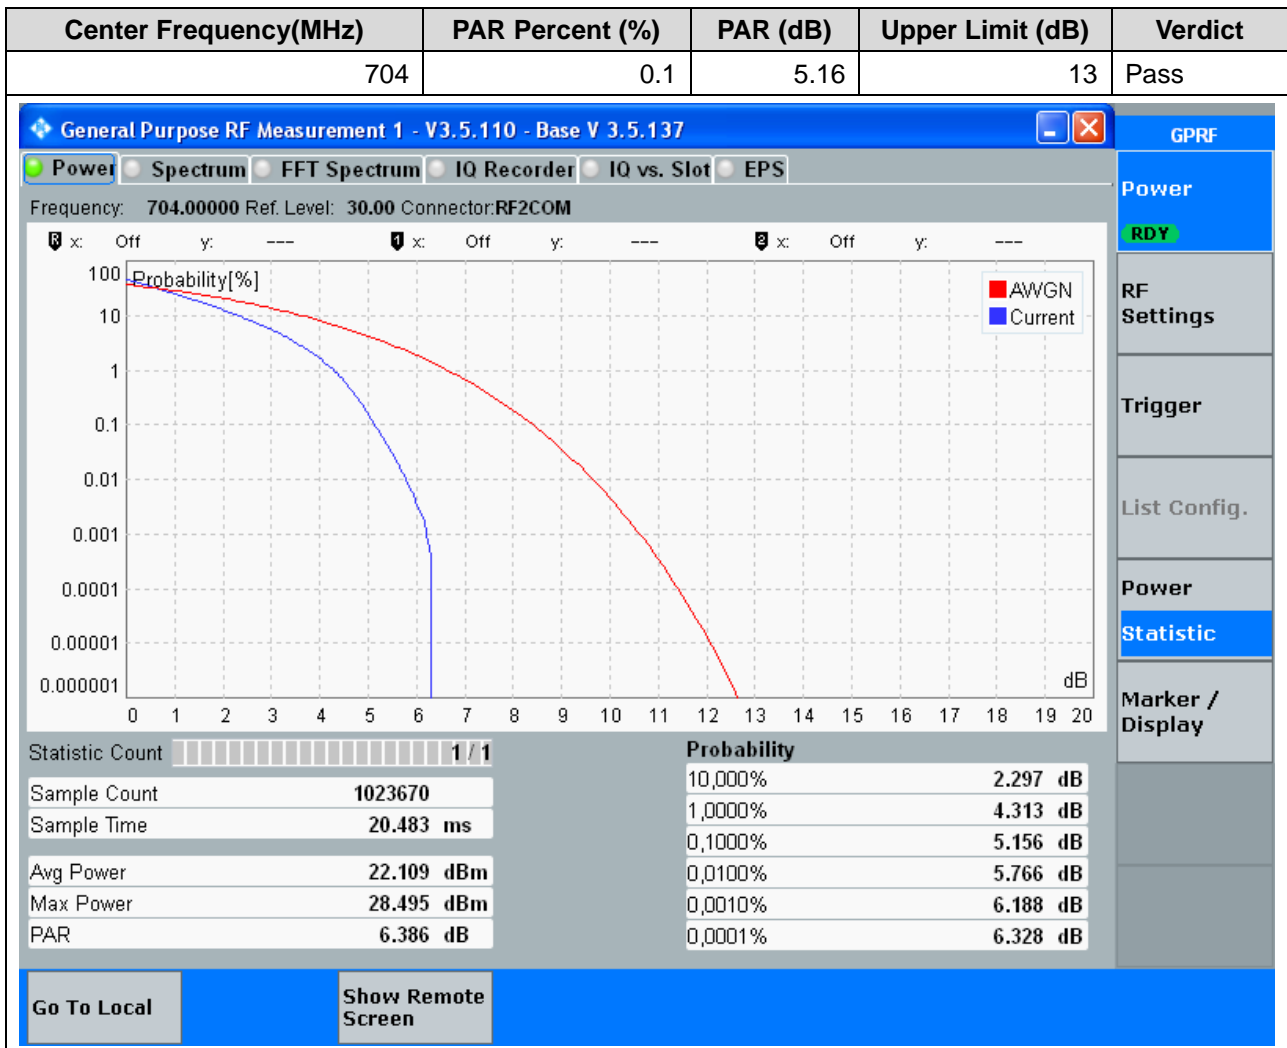 Center Frequency(MHz) PAR Percent (%) PAR (dB) Upper Limit (dB) Verdict
704 0.1 5.16 13 Pass
General Purpose RF Measurement 1 - V3.5.110 - Base V 3.5.137
GPRF
Power Spectrum FFT Spectrum IQ Recorder IQ vs. Slot EPS
Power
RDY
Frequency: 704.00000 Ref. Level: 30.00 Connector:RF2COM
R x: Off y: --- 1 x: Off y: --- 2 x: Off y: ---
Probability[%]
AWGN
Current
100
10
1
0.1
0.01
0.001
0.0001
0.00001
0.000001
dB
0 1 2 3 4 5 6 7 8 9 10 11 12 13 14 15 16 17 18 19 20
RF
Settings
Trigger
List Config.
Power
Statistic
Marker /
Display
Statistic Count 1 / 1
Sample Count 1023670
Sample Time 20.483 ms
Avg Power 22.109 dBm
Max Power 28.495 dBm
PAR 6.386 dB
Probability
10,000% 2.297 dB
1,0000% 4.313 dB
0,1000% 5.156 dB
0,0100% 5.766 dB
0,0010% 6.188 dB
0,0001% 6.328 dB
Go To Local
Show Remote
Screen